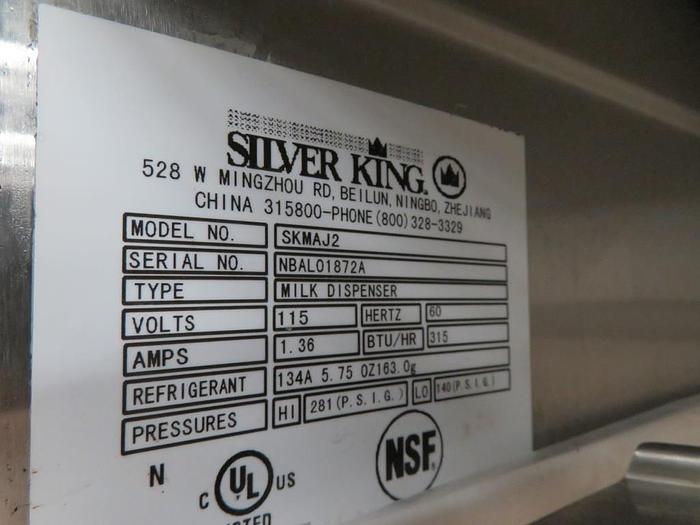 SILVER KING®
528 W MINGZHOU RD, BEILUN, NINGBO, ZHEJIANG
CHINA 315800-PHONE (800) 328-3329
MODEL NO. SKMAJ2
SERIAL NO. NBAL01872A
TYPE MILK DISPENSER
VOLTS 115 HERTZ 60
AMPS 1.36 BTU/HR 315
REFRIGERANT 134A 5.75 OZ163.0g
PRESSURES HI 281(P.S.I.G.) LO 140(P.S.I.G.)
N
C UL US
NSF